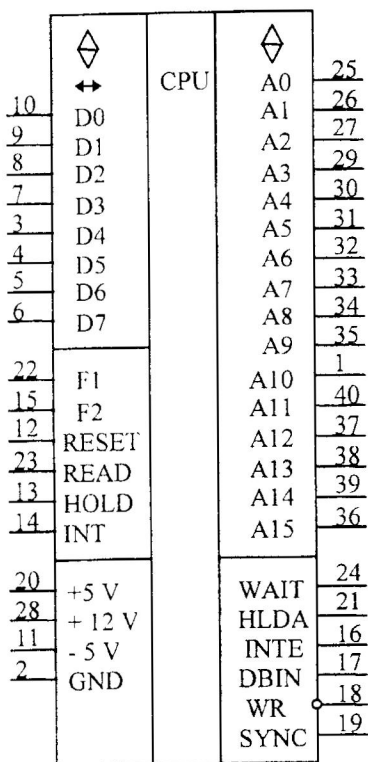 CPU
10 D0
9 D1
8 D2
7 D3
3 D4
4 D5
5 D6
6 D7
22 F1
15 F2
12 RESET
23 READ
13 HOLD
14 INT
20 +5 V
28 + 12 V
11 - 5 V
2 GND
A0 25
A1 26
A2 27
A3 29
A4 30
A5 31
A6 32
A7 33
A8 34
A9 35
A10 1
A11 40
A12 37
A13 38
A14 39
A15 36
WAIT 24
HLDA 21
INTE 16
DBIN 17
WR 18
SYNC 19